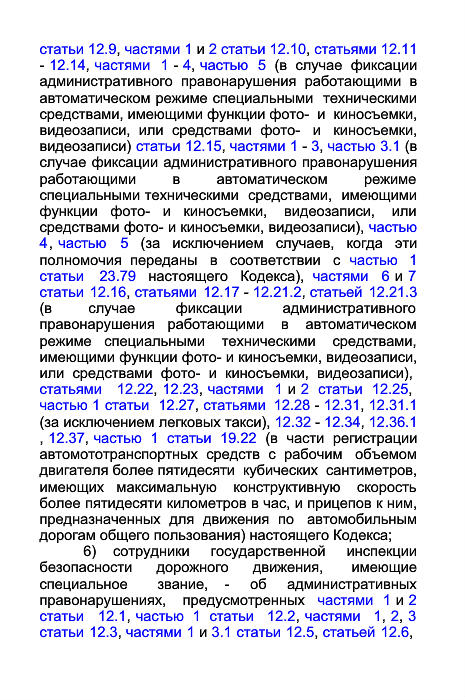 статьи 12.9, частями 1 и 2 статьи 12.10, статьями 12.11
- 12.14, частями 1 - 4, частью 5 (в случае фиксации
административного правонарушения работающими в
автоматическом режиме специальными техническими
средствами, имеющими функции фото- и киносъемки,
видеозаписи, или средствами фото- и киносъемки,
видеозаписи) статьи 12.15, частями 1 - 3, частью 3.1 (в
случае фиксации административного правонарушения
работающими в автоматическом режиме
специальными техническими средствами, имеющими
функции фото- и киносъемки, видеозаписи, или
средствами фото- и киносъемки, видеозаписи), частью
4, частью 5 (за исключением случаев, когда эти
полномочия переданы в соответствии с частью 1
статьи 23.79 настоящего Кодекса), частями 6 и 7
статьи 12.16, статьями 12.17 - 12.21.2, статьей 12.21.3
(в случае фиксации административного
правонарушения работающими в автоматическом
режиме специальными техническими средствами,
имеющими функции фото- и киносъемки, видеозаписи,
или средствами фото- и киносъемки, видеозаписи),
статьями 12.22, 12.23, частями 1 и 2 статьи 12.25,
частью 1 статьи 12.27, статьями 12.28 - 12.31, 12.31.1
(за исключением легковых такси), 12.32 - 12.34, 12.36.1
, 12.37, частью 1 статьи 19.22 (в части регистрации
автомототранспортных средств с рабочим объемом
двигателя более пятидесяти кубических сантиметров,
имеющих максимальную конструктивную скорость
более пятидесяти километров в час, и прицепов к ним,
предназначенных для движения по автомобильным
дорогам общего пользования) настоящего Кодекса;
6) сотрудники государственной инспекции
безопасности дорожного движения, имеющие
специальное звание, - об административных
правонарушениях, предусмотренных частями 1 и 2
статьи 12.1, частью 1 статьи 12.2, частями 1, 2, 3
статьи 12.3, частями 1 и 3.1 статьи 12.5, статьей 12.6,